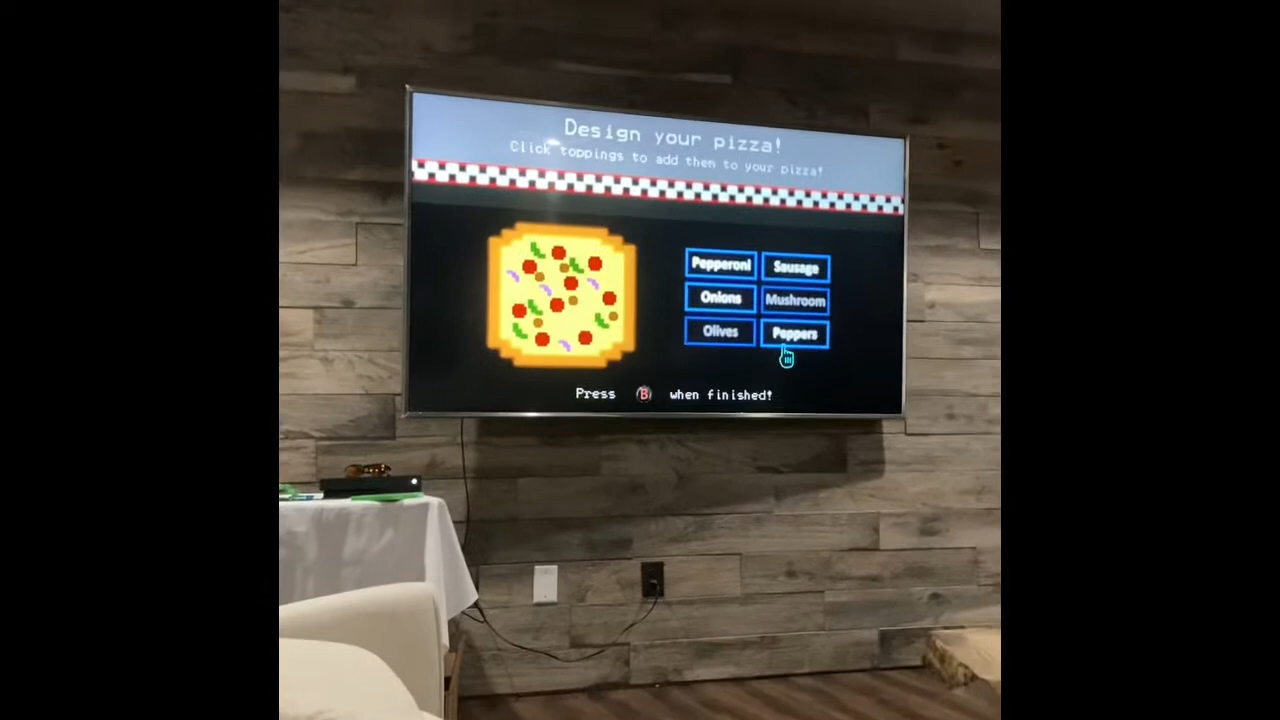 Design your pizza!
Click toppings to add them to your pizza!
Pepperoni Sausage
Onions Mushroom
Olives Peppers
Press B when finished!